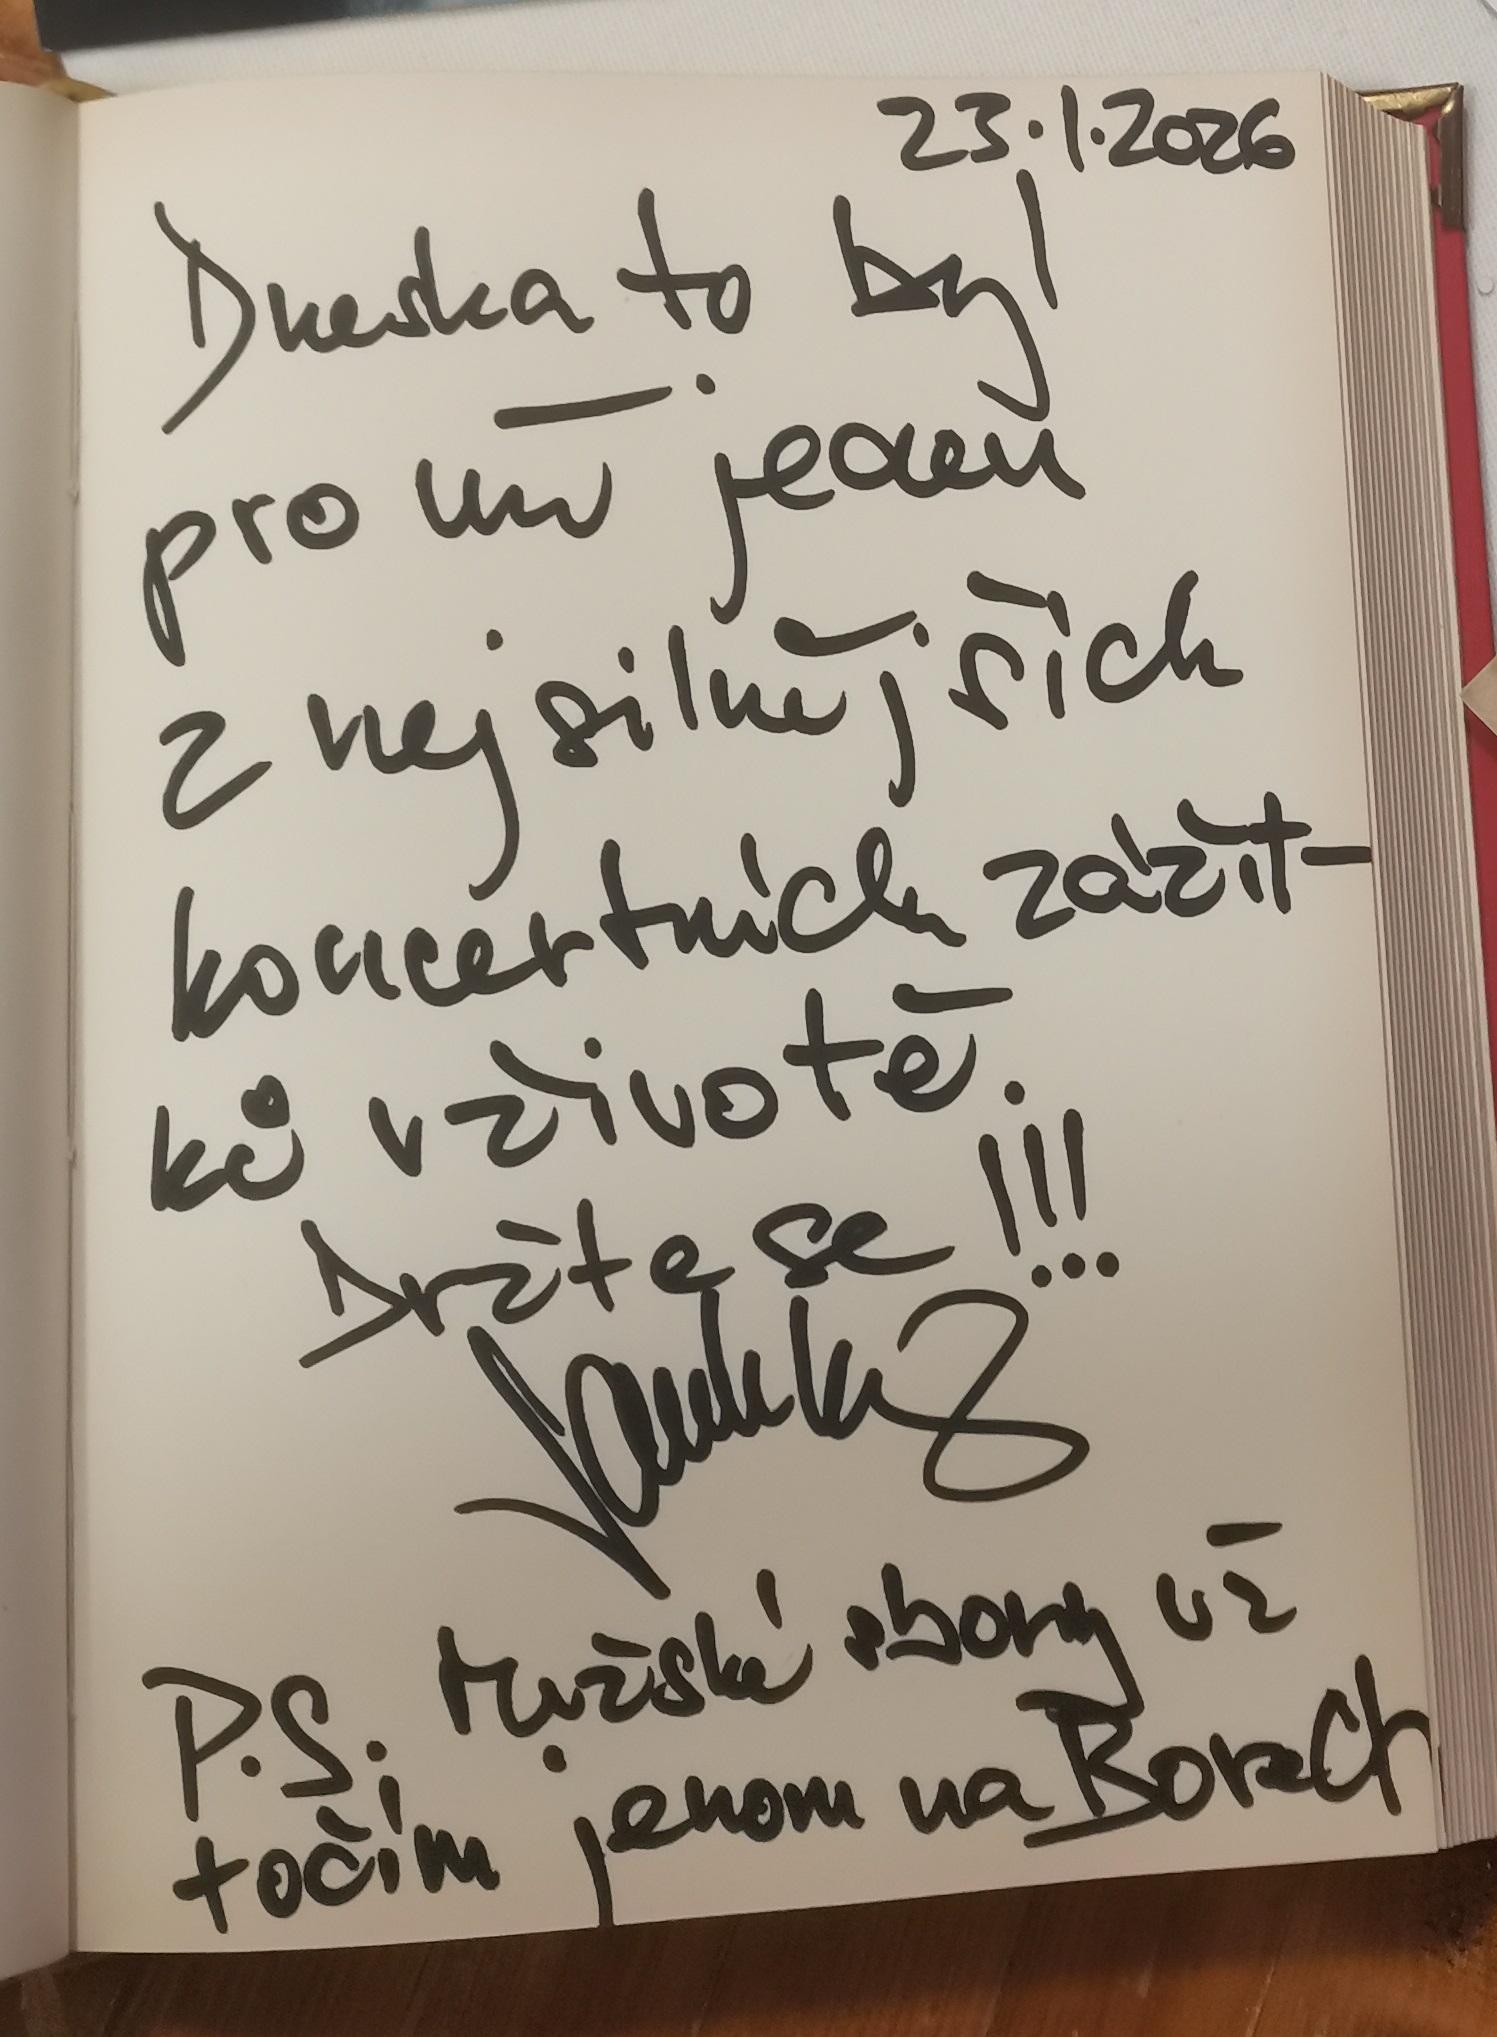 23.1.2026
Dneska to byl
pro mě jeden
z nejsilnějších
koncertních zážit-
ků v životě.
Držte se!!!
P.S. Mužské sbory už
točím jenom na Borech